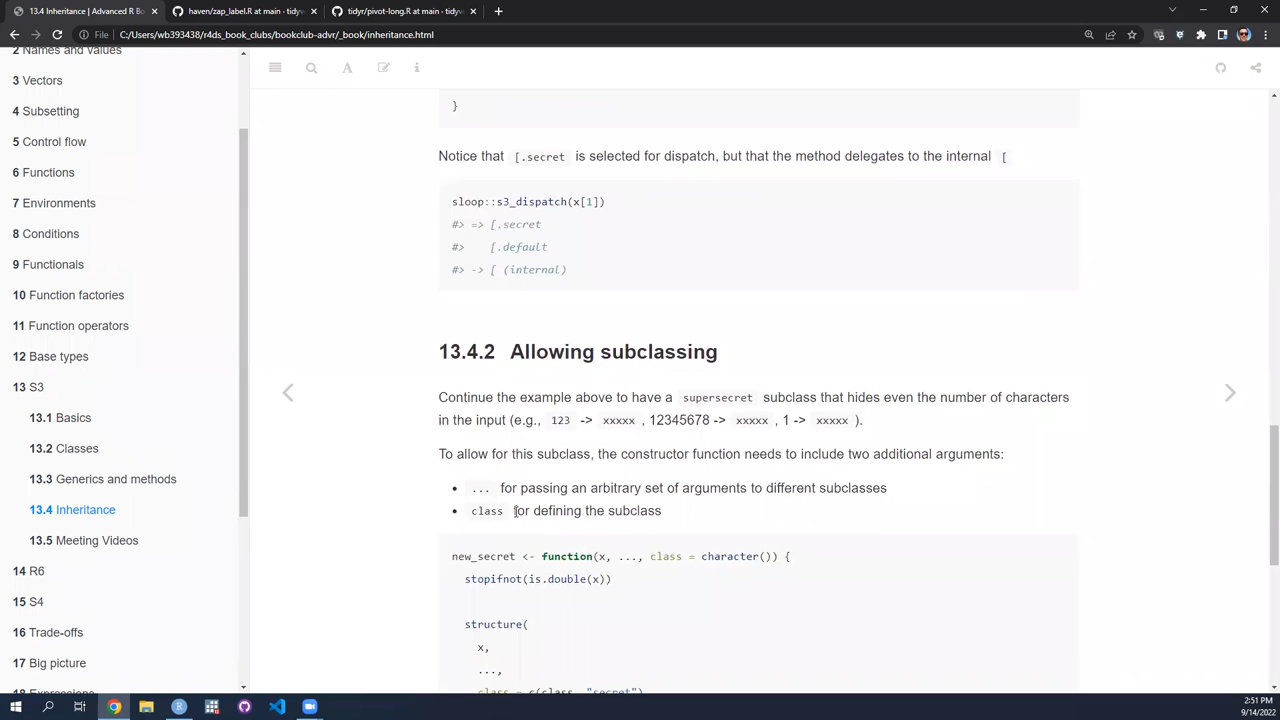 13.4 Inheritance | Advanced R Bo
haven/zap_label.R at main · tidyv
tidyr/pivot-long.R at main · tidyv
File
C:/Users/wb393438/r4ds_book_clubs/bookclub-advr/_book/inheritance.html
2 Names and values
3 Vectors
4 Subsetting
5 Control flow
6 Functions
7 Environments
8 Conditions
9 Functionals
10 Function factories
11 Function operators
12 Base types
13 S3
13.1 Basics
13.2 Classes
13.3 Generics and methods
13.4 Inheritance
13.5 Meeting Videos
14 R6
15 S4
16 Trade-offs
17 Big picture
18 Expressions
}
Notice that [.secret is selected for dispatch, but that the method delegates to the internal [
sloop::s3_dispatch(x[1])
#> => [.secret
#>    [.default
#> -> [ (internal)
13.4.2 Allowing subclassing
Continue the example above to have a supersecret subclass that hides even the number of characters
in the input (e.g., 123 -> xxxxx , 12345678 -> xxxxx , 1 -> xxxxx ).
To allow for this subclass, the constructor function needs to include two additional arguments:
• ... for passing an arbitrary set of arguments to different subclasses
• class for defining the subclass
new_secret <- function(x, ..., class = character()) {
stopifnot(is.double(x))
structure(
x,
...,
class = c(class, "secret")
2:51 PM
9/14/2022